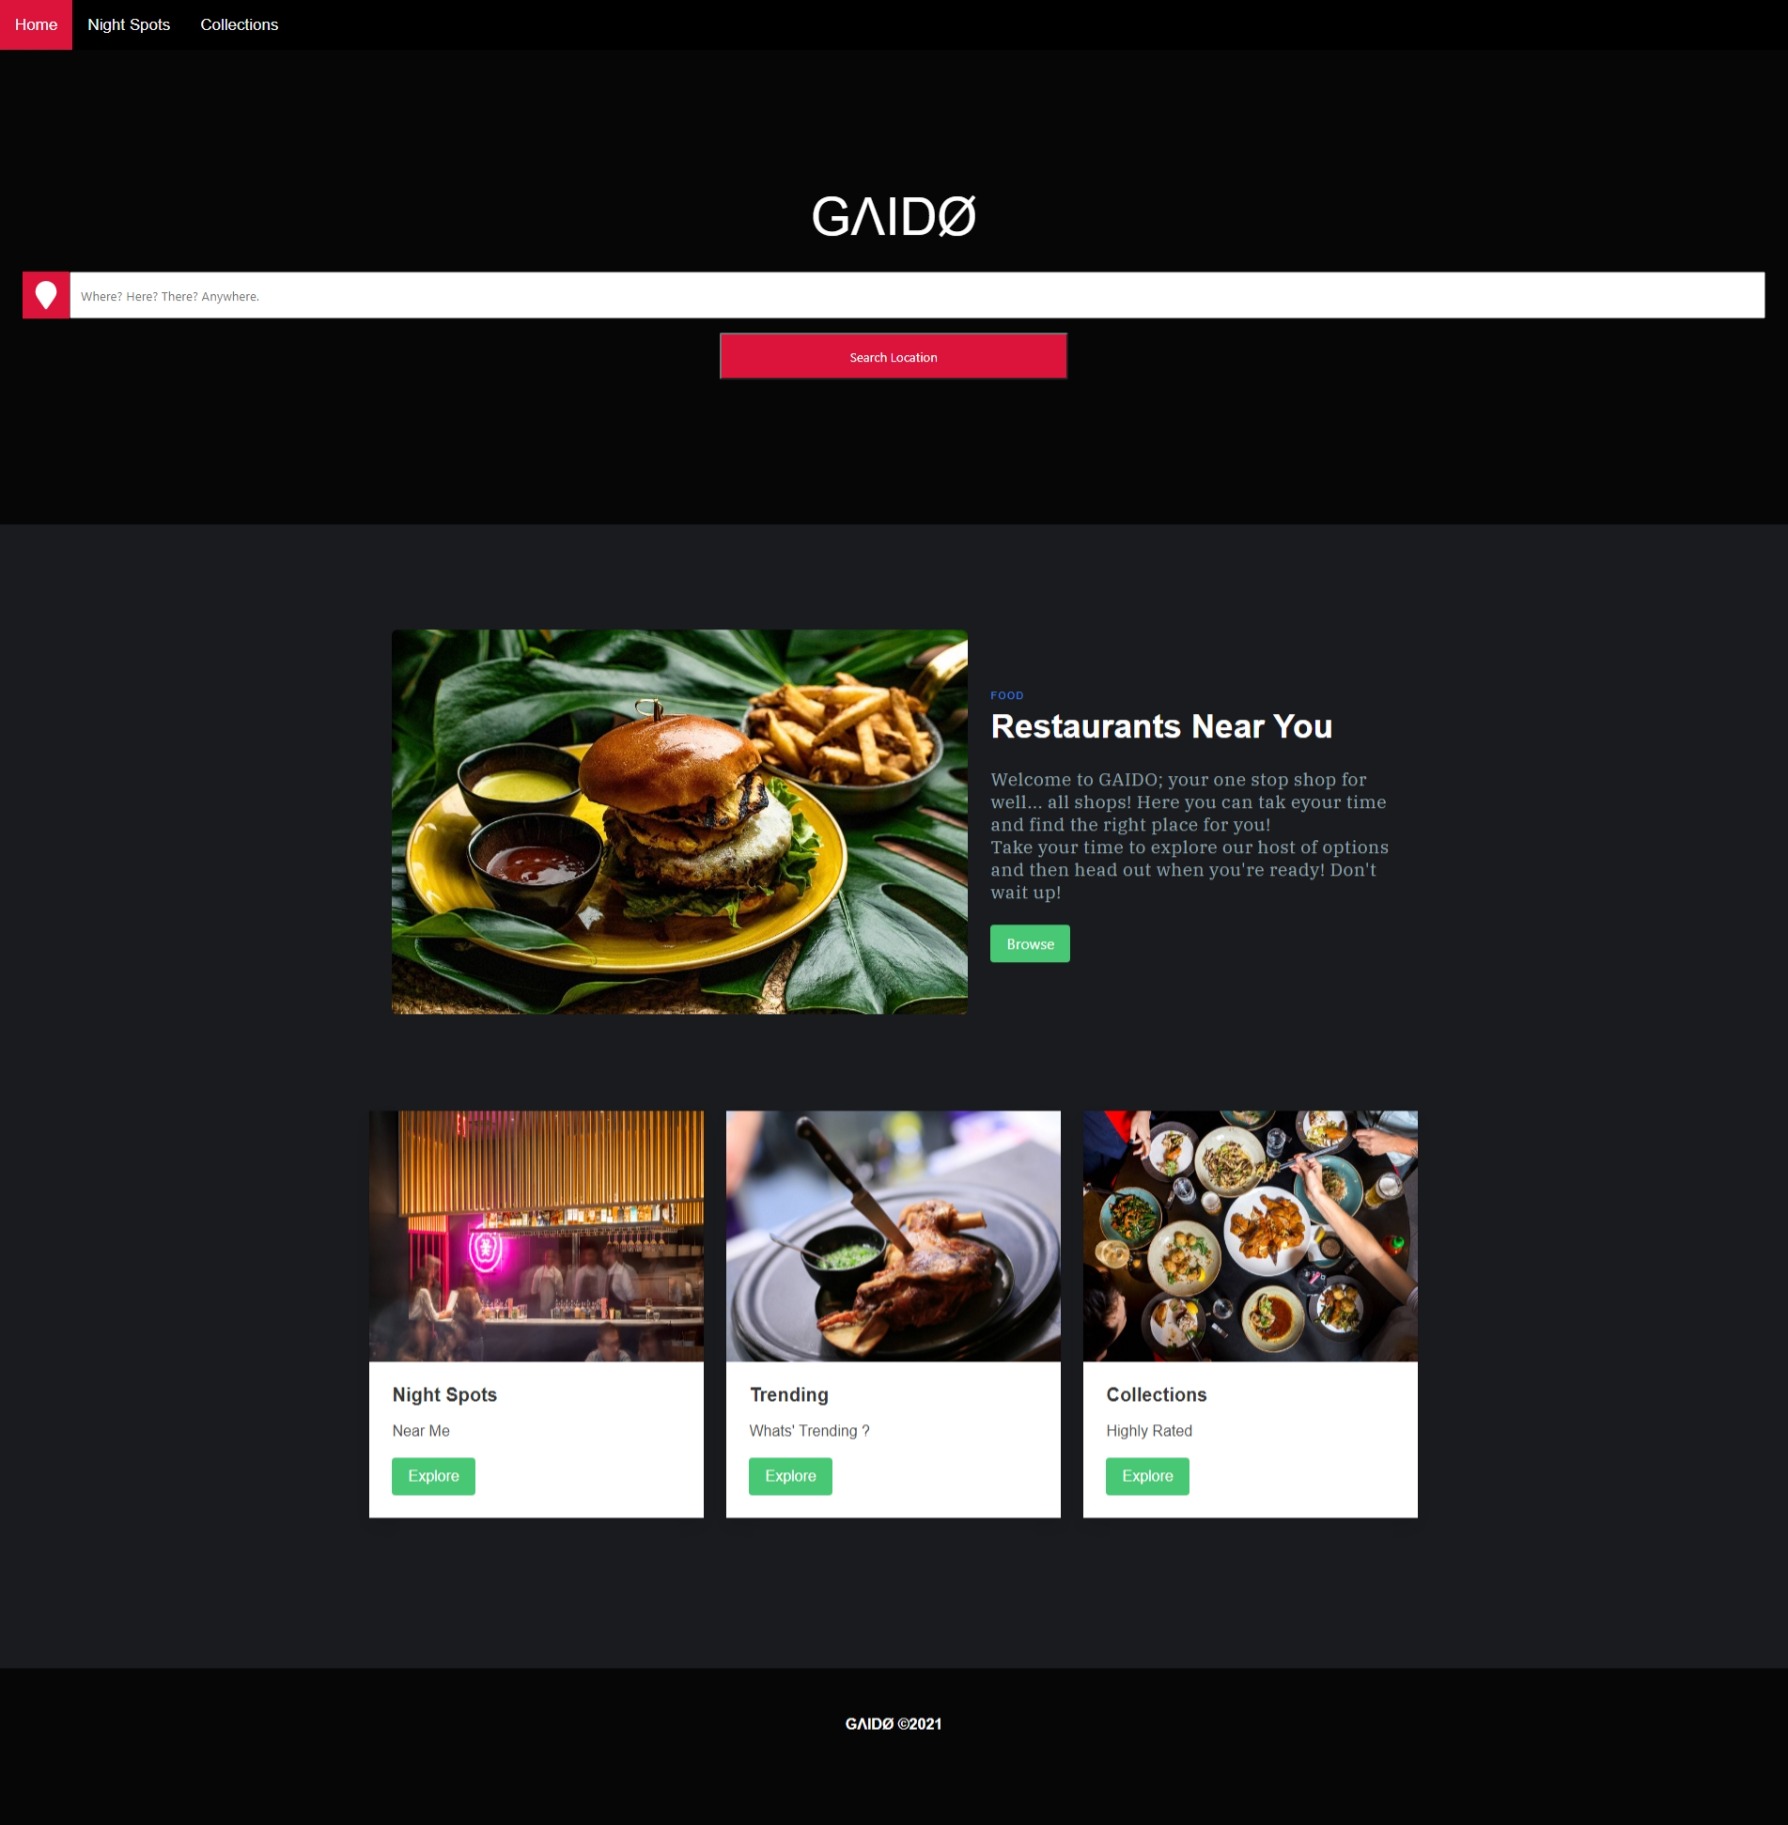 Home Night Spots Collections
GΛIDØ
Where? Here? There? Anywhere.
Search Location
FOOD
Restaurants Near You
Welcome to GAIDO; your one stop shop for
well... all shops! Here you can tak eyour time
and find the right place for you!
Take your time to explore our host of options
and then head out when you're ready! Don't
wait up!
Browse
Night Spots
Near Me
Explore
Trending
Whats' Trending ?
Explore
Collections
Highly Rated
Explore
GΛIDØ ©2021